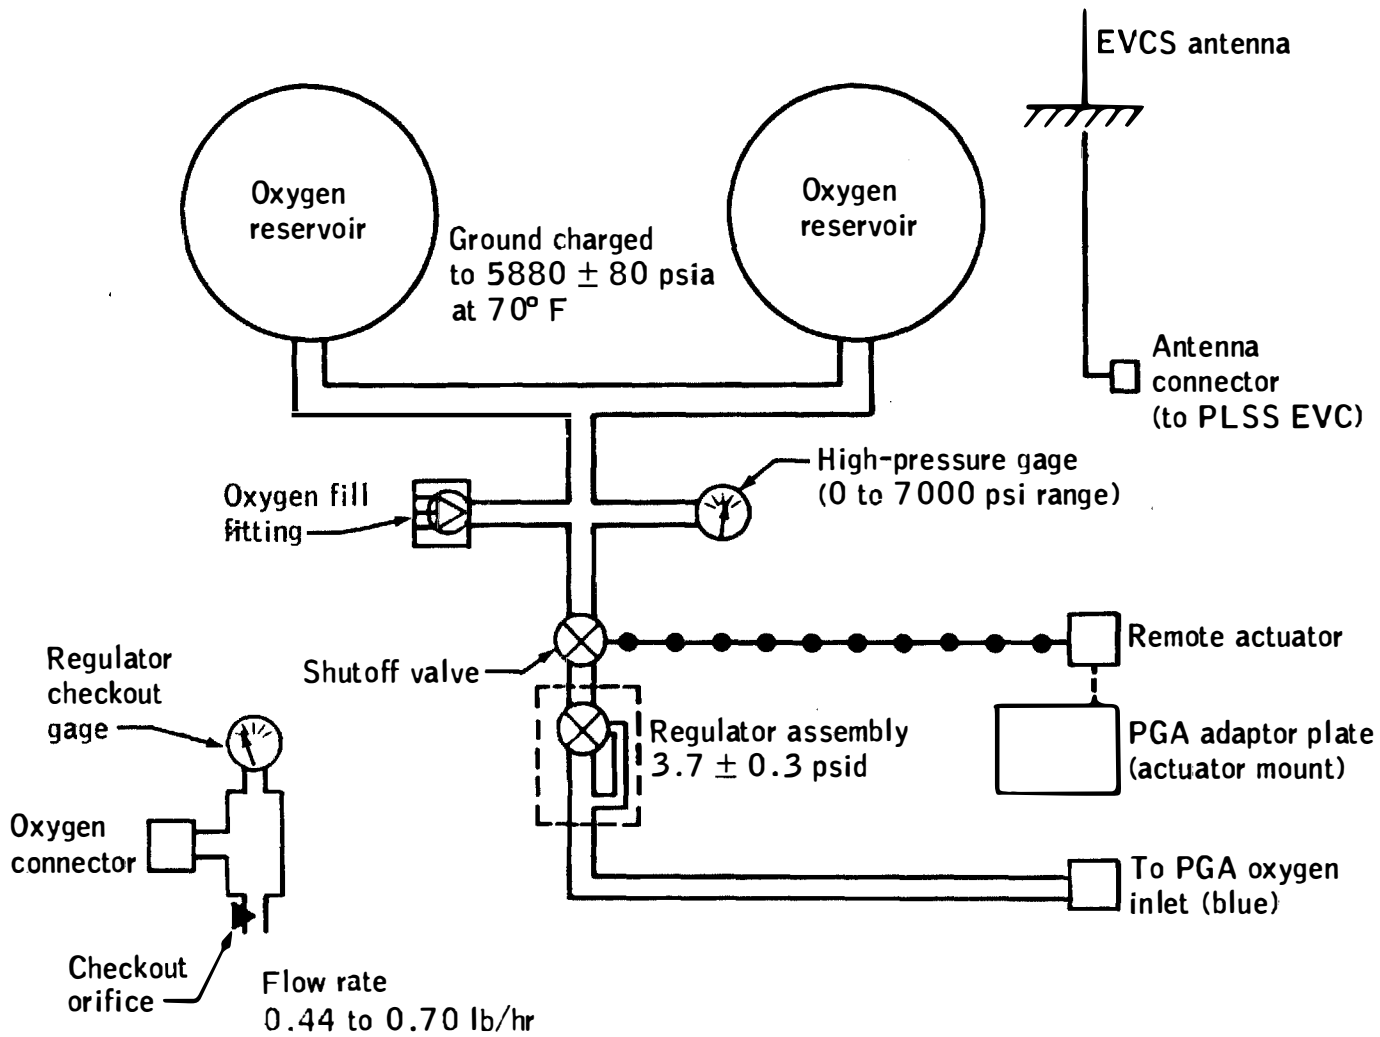 EVCS antenna
Oxygen
reservoir
Oxygen
reservoir
Ground charged
to 5880 ± 80 psia
at 70° F
Antenna
connector
(to PLSS EVC)
High-pressure gage
(0 to 7000 psi range)
Oxygen fill
fitting
Remote actuator
Shutoff valve
Regulator
checkout
gage
Regulator assembly
3.7 ± 0.3 psid
PGA adaptor plate
(actuator mount)
Oxygen
connector
To PGA oxygen
inlet (blue)
Checkout
orifice
Flow rate
0.44 to 0.70 lb/hr